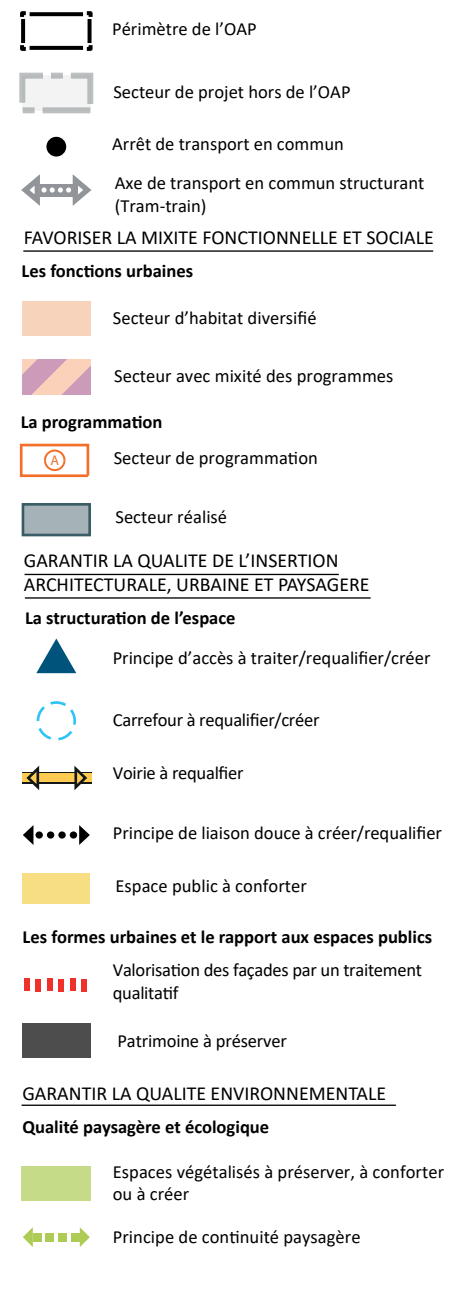 Périmètre de l'OAP
Secteur de projet hors de l'OAP
Arrêt de transport en commun
Axe de transport en commun structurant
(Tram-train)
FAVORISER LA MIXITE FONCTIONNELLE ET SOCIALE
Les fonctions urbaines
Secteur d'habitat diversifié
Secteur avec mixité des programmes
La programmation
A
Secteur de programmation
Secteur réalisé
GARANTIR LA QUALITE DE L'INSERTION
ARCHITECTURALE, URBAINE ET PAYSAGERE
La structuration de l'espace
Principe d'accès à traiter/requalifier/créer
Carrefour à requalifier/créer
Voirie à requalfier
Principe de liaison douce à créer/requalifier
Espace public à conforter
Les formes urbaines et le rapport aux espaces publics
Valorisation des façades par un traitement
qualitatif
Patrimoine à préserver
GARANTIR LA QUALITE ENVIRONNEMENTALE
Qualité paysagère et écologique
Espaces végétalisés à préserver, à conforter
ou à créer
Principe de continuité paysagère